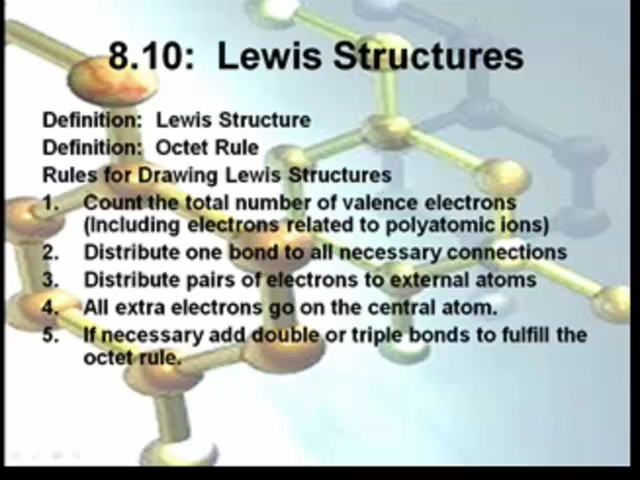 8.10:  Lewis Structures
Definition:  Lewis Structure
Definition:  Octet Rule
Rules for Drawing Lewis Structures
1. Count the total number of valence electrons
(Including electrons related to polyatomic ions)
2. Distribute one bond to all necessary connections
3. Distribute pairs of electrons to external atoms
4. All extra electrons go on the central atom.
5. If necessary add double or triple bonds to fulfill the
octet rule.